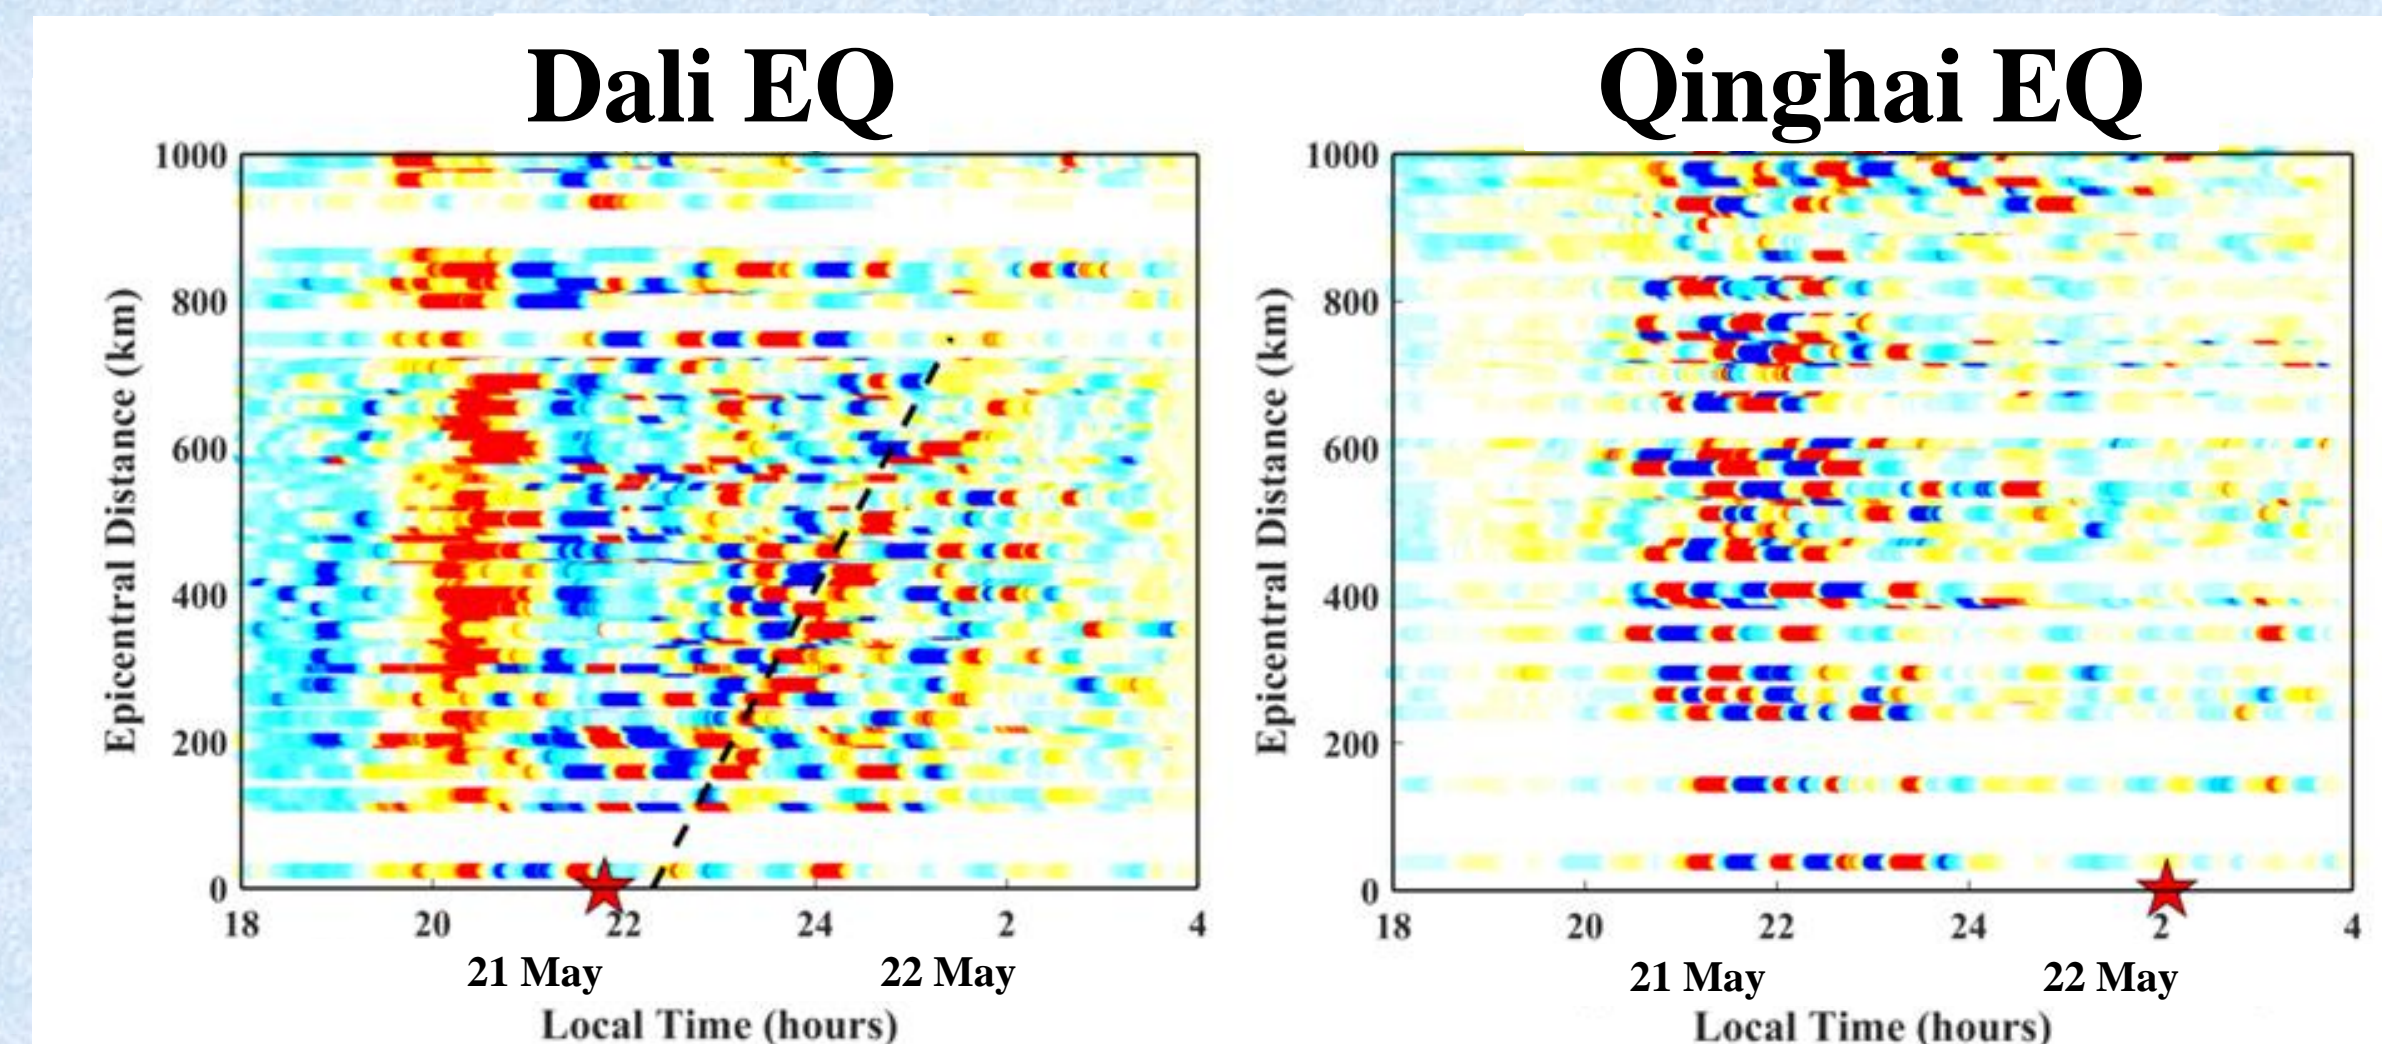 Dali EQ
1000
800
600
400
200
0
Epicentral Distance (km)
18 20 22 24 2 4
21 May 22 May
Local Time (hours)
Qinghai EQ
1000
800
600
400
200
0
Epicentral Distance (km)
18 20 22 24 2 4
21 May 22 May
Local Time (hours)